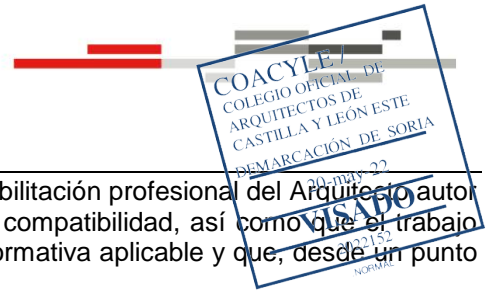 COACYLE /
COLEGIO OFICIAL DE
ARQUITECTOS DE
CASTILLA Y LEÓN ESTE
DEMARCACIÓN DE SORIA
20-may-22
VISADO
2022152
NORMAL
bilitación profesional del Arquitecto autor
compatibilidad, así como que el trabajo
ormativa aplicable y que, desde un punto